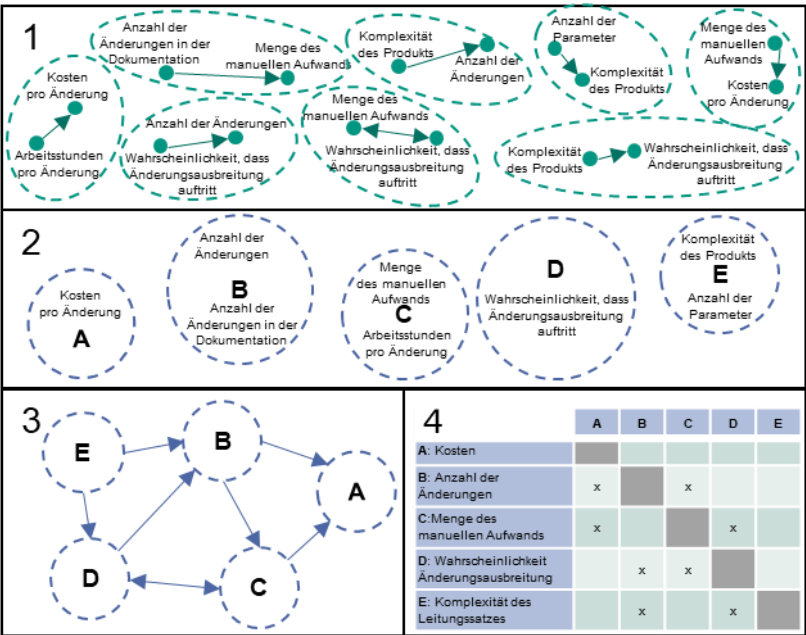 1
Anzahl der
Änderungen in der
Dokumentation
Menge des
manuellen Aufwands
Komplexität
des Produkts
Anzahl der
Änderungen
Anzahl der
Parameter
Komplexität
des Produkts
Menge des
manuellen
Aufwands
Kosten
pro Änderung
Kosten
pro Änderung
Arbeitsstunden
pro Änderung
Anzahl der Änderungen
Wahrscheinlichkeit, dass
Änderungsausbreitung
auftritt
Menge des
manuellen Aufwands
Wahrscheinlichkeit, dass
Änderungsausbreitung
auftritt
Komplexität
des Produkts
Wahrscheinlichkeit, dass
Änderungsausbreitung
auftritt
2
Kosten
pro Änderung
A
Anzahl der
Änderungen
B
Anzahl der
Änderungen in der
Dokumentation
Menge
des manuellen
Aufwands
C
Arbeitsstunden
pro Änderung
D
Wahrscheinlichkeit, dass
Änderungsausbreitung
auftritt
Komplexität
des Produkts
E
Anzahl der
Parameter
3
E
B
A
D
C
4
A B C D E
A: Kosten
B: Anzahl der
Änderungen
x x
C:Menge des
manuellen Aufwands
x x
D: Wahrscheinlichkeit
Änderungsausbreitung
x x
E: Komplexität des
Leitungssatzes
x x